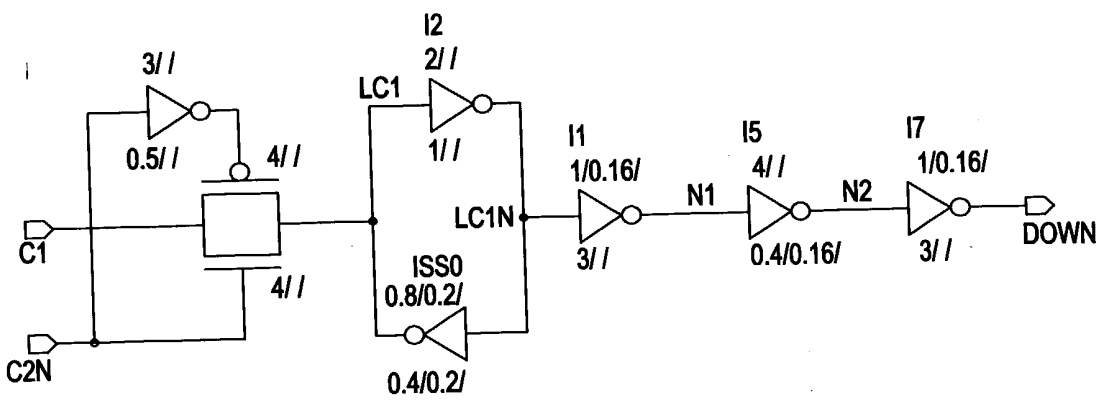 I2
3/ /
2/ /
LC1
0.5/ /
4/ /
1/ /
I1
1/0.16/
I5
4/ /
I7
1/0.16/
N1
N2
LC1N
C1
DOWN
3/ /
0.4/0.16/
3/ /
4/ /
ISS0
0.8/0.2/
C2N
0.4/0.2/